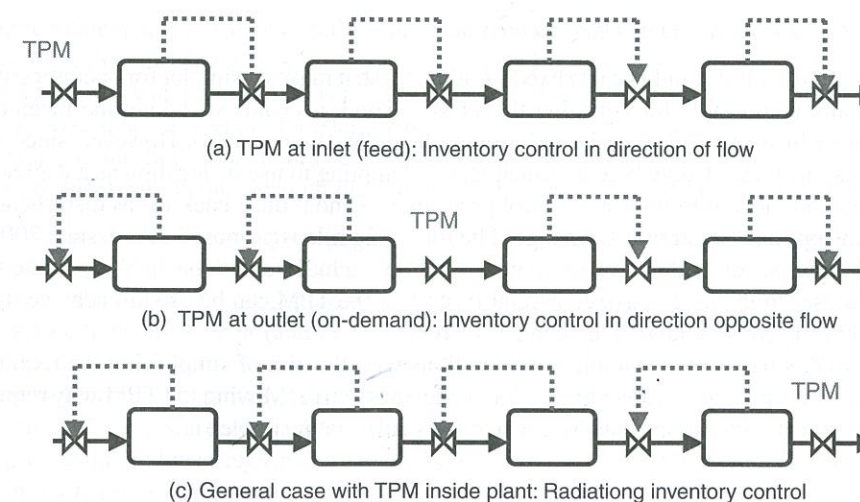 TPM
(a) TPM at inlet (feed): Inventory control in direction of flow
TPM
(b) TPM at outlet (on-demand): Inventory control in direction opposite flow
TPM
(c) General case with TPM inside plant: Radiationg inventory control